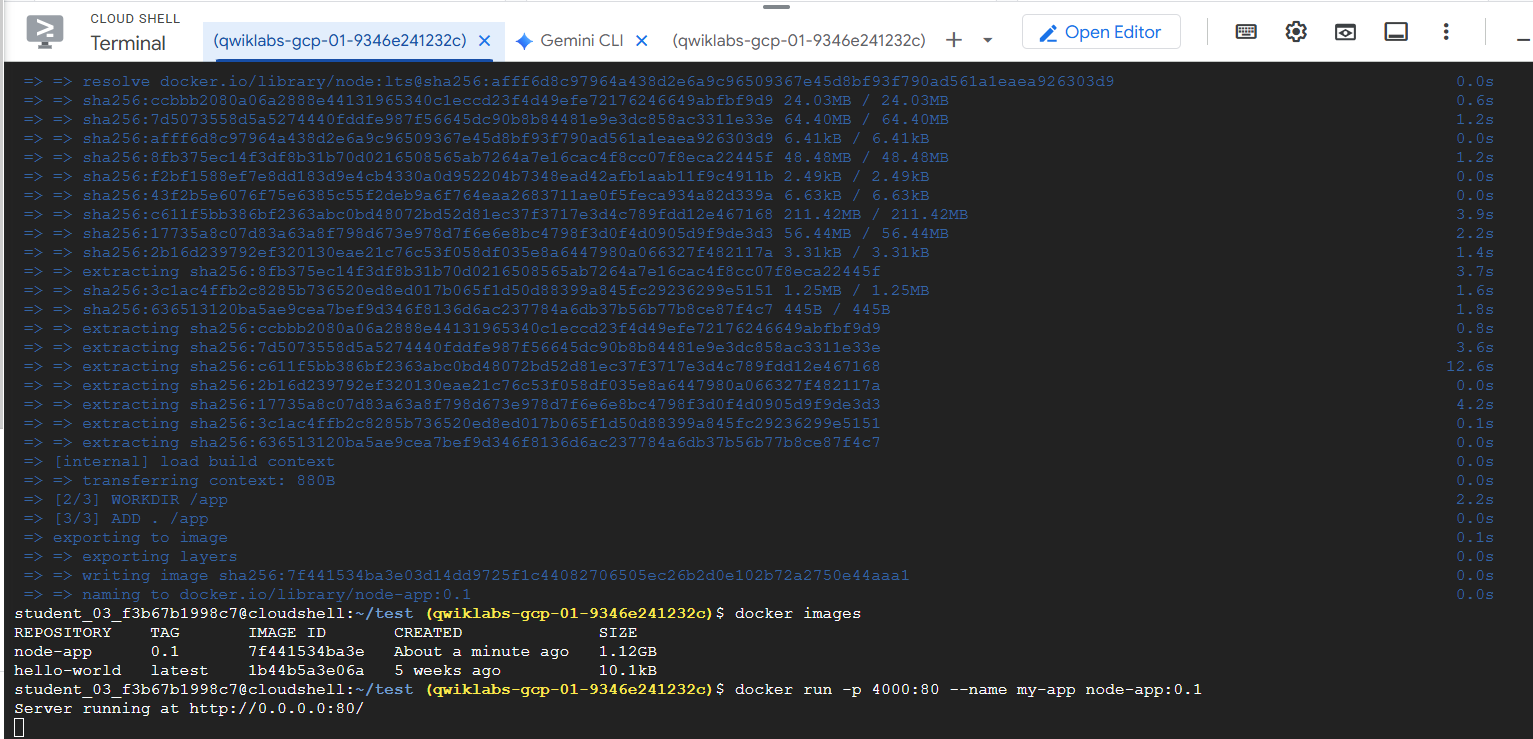 CLOUD SHELL
Terminal
(qwiklabs-gcp-01-9346e241232c) Gemini CLI (qwiklabs-gcp-01-9346e241232c) Open Editor
=> => resolve docker.io/library/node:lts@sha256:afff6d8c97964a438d2e6a9c96509367e45d8bf93f790ad561a1eaea926303d9 0.0s
=> => sha256:ccbbb2080a06a2888e44131965340c1eccd23f4d49efe72176246649abfbf9d9 24.03MB / 24.03MB 0.6s
=> => sha256:7d5073558d5a5274440fddfe987f56645dc90b8b84481e9e3dc858ac3311e33e 64.40MB / 64.40MB 1.2s
=> => sha256:afff6d8c97964a438d2e6a9c96509367e45d8bf93f790ad561a1eaea926303d9 6.41kB / 6.41kB 0.0s
=> => sha256:8fb375ec14f3df8b31b70d0216508565ab7264a7e16cac4f8cc07f8eca22445f 48.48MB / 48.48MB 1.2s
=> => sha256:f2bf1588ef7e8dd183d9e4cb4330a0d952204b7348ead42afb1aab11f9c4911b 2.49kB / 2.49kB 0.0s
=> => sha256:43f2b5e6076f75e6385c55f2deb9a6f764eaa2683711ae0f5feca934a82d339a 6.63kB / 6.63kB 0.0s
=> => sha256:c611f5bb386bf2363abc0bd48072bd52d81ec37f3717e3d4c789fdd12e467168 211.42MB / 211.42MB 3.9s
=> => sha256:17735a8c07d83a63a8f798d673e978d7f6e6e8bc4798f3d0f4d0905d9f9de3d3 56.44MB / 56.44MB 2.2s
=> => sha256:2b16d239792ef320130eae21c76c53f058df035e8a6447980a066327f482117a 3.31kB / 3.31kB 1.4s
=> => extracting sha256:8fb375ec14f3df8b31b70d0216508565ab7264a7e16cac4f8cc07f8eca22445f 3.7s
=> => sha256:3c1ac4ffb2c8285b736520ed8ed017b065f1d50d88399a845fc29236299e5151 1.25MB / 1.25MB 1.6s
=> => sha256:636513120ba5ae9cea7bef9d346f8136d6ac237784a6db37b56b77b8ce87f4c7 445B / 445B 1.8s
=> => extracting sha256:ccbbb2080a06a2888e44131965340c1eccd23f4d49efe72176246649abfbf9d9 0.8s
=> => extracting sha256:7d5073558d5a5274440fddfe987f56645dc90b8b84481e9e3dc858ac3311e33e 3.6s
=> => extracting sha256:c611f5bb386bf2363abc0bd48072bd52d81ec37f3717e3d4c789fdd12e467168 12.6s
=> => extracting sha256:2b16d239792ef320130eae21c76c53f058df035e8a6447980a066327f482117a 0.0s
=> => extracting sha256:17735a8c07d83a63a8f798d673e978d7f6e6e8bc4798f3d0f4d0905d9f9de3d3 4.2s
=> => extracting sha256:3c1ac4ffb2c8285b736520ed8ed017b065f1d50d88399a845fc29236299e5151 0.1s
=> => extracting sha256:636513120ba5ae9cea7bef9d346f8136d6ac237784a6db37b56b77b8ce87f4c7 0.0s
=> [internal] load build context 0.0s
=> => transferring context: 880B 0.0s
=> [2/3] WORKDIR /app 2.2s
=> [3/3] ADD . /app 0.0s
=> exporting to image 0.1s
=> => exporting layers 0.0s
=> => writing image sha256:7f441534ba3e03d14dd9725f1c44082706505ec26b2d0e102b72a2750e44aaa1 0.0s
=> => naming to docker.io/library/node-app:0.1 0.0s
student_03_f3b67b1998c7@cloudshell:~/test (qwiklabs-gcp-01-9346e241232c)$ docker images
REPOSITORY TAG IMAGE ID CREATED SIZE
node-app 0.1 7f441534ba3e About a minute ago 1.12GB
hello-world latest 1b44b5a3e06a 5 weeks ago 10.1kB
student_03_f3b67b1998c7@cloudshell:~/test (qwiklabs-gcp-01-9346e241232c)$ docker run -p 4000:80 --name my-app node-app:0.1
Server running at http://0.0.0.0:80/